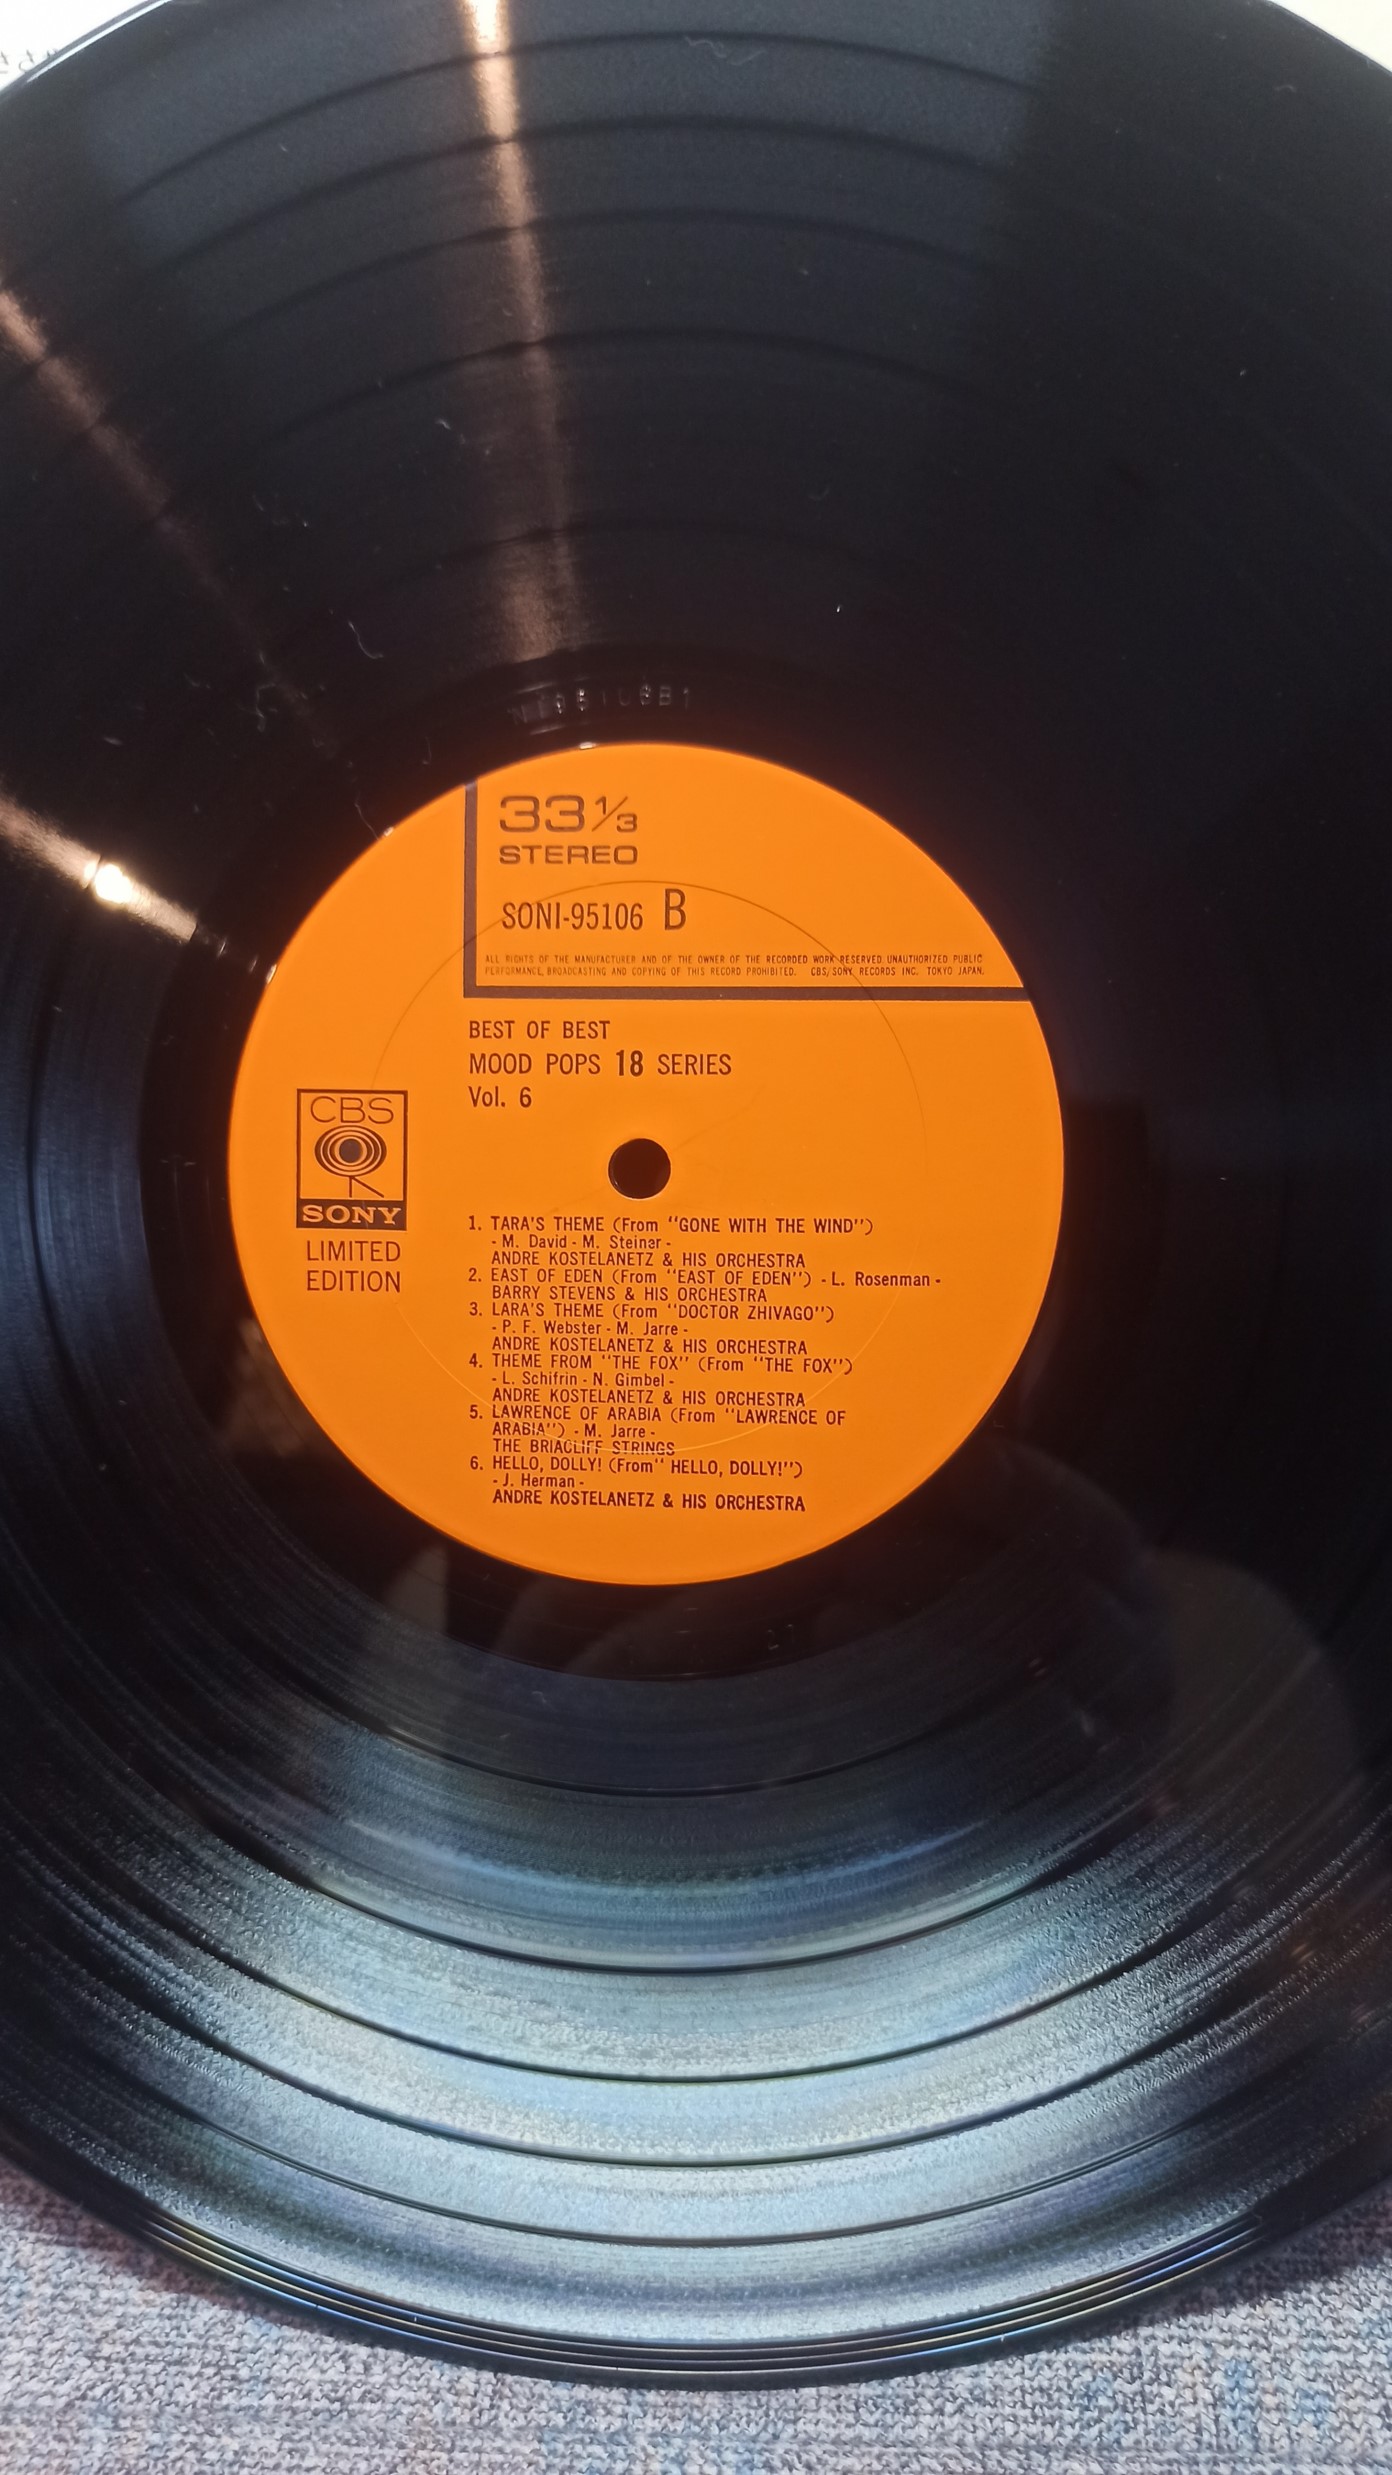 33 1/3
STEREO
SONI-95106 B
ALL RIGHTS OF THE MANUFACTURER AND OF THE OWNER OF THE RECORDED WORK RESERVED. UNAUTHORIZED PUBLIC
PERFORMANCE, BROADCASTING AND COPYING OF THIS RECORD PROHIBITED. CBS/SONY RECORDS INC. TOKYO JAPAN.
BEST OF BEST
MOOD POPS 18 SERIES
Vol. 6
CBS
SONY
LIMITED
EDITION
1. TARA'S THEME (From "GONE WITH THE WIND")
- M. David - M. Steiner -
ANDRE KOSTELANETZ & HIS ORCHESTRA
2. EAST OF EDEN (From "EAST OF EDEN") - L. Rosenman -
BARRY STEVENS & HIS ORCHESTRA
3. LARA'S THEME (From "DOCTOR ZHIVAGO")
- P. F. Webster - M. Jarre -
ANDRE KOSTELANETZ & HIS ORCHESTRA
4. THEME FROM "THE FOX" (From "THE FOX")
- L. Schifrin - N. Gimbel -
ANDRE KOSTELANETZ & HIS ORCHESTRA
5. LAWRENCE OF ARABIA (From "LAWRENCE OF
ARABIA") - M. Jarre -
THE BRIACLIFF STRINGS
6. HELLO, DOLLY! (From" HELLO, DOLLY!")
- J. Herman -
ANDRE KOSTELANETZ & HIS ORCHESTRA